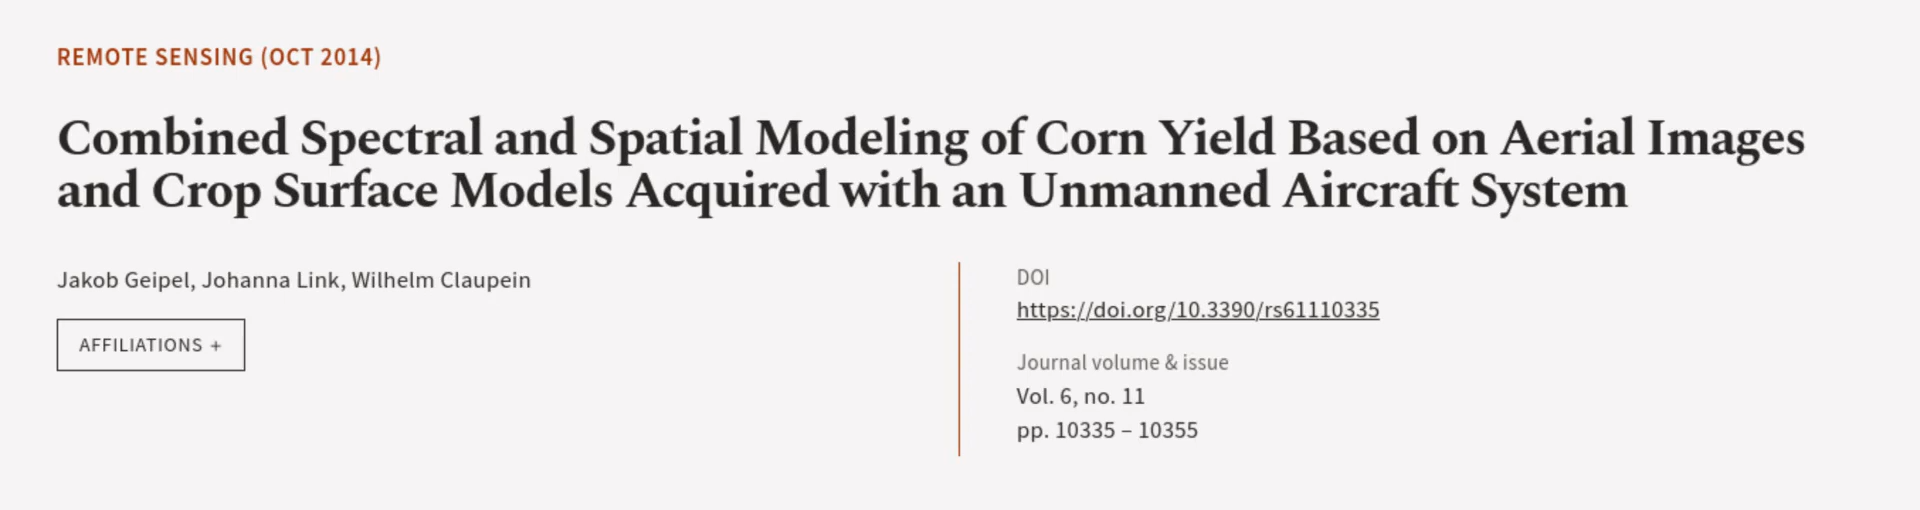 REMOTE SENSING (OCT 2014)
Combined Spectral and Spatial Modeling of Corn Yield Based on Aerial Images
and Crop Surface Models Acquired with an Unmanned Aircraft System
Jakob Geipel, Johanna Link, Wilhelm Claupein
AFFILIATIONS +
DOI
https://doi.org/10.3390/rs61110335
Journal volume & issue
Vol. 6, no. 11
pp. 10335 – 10355